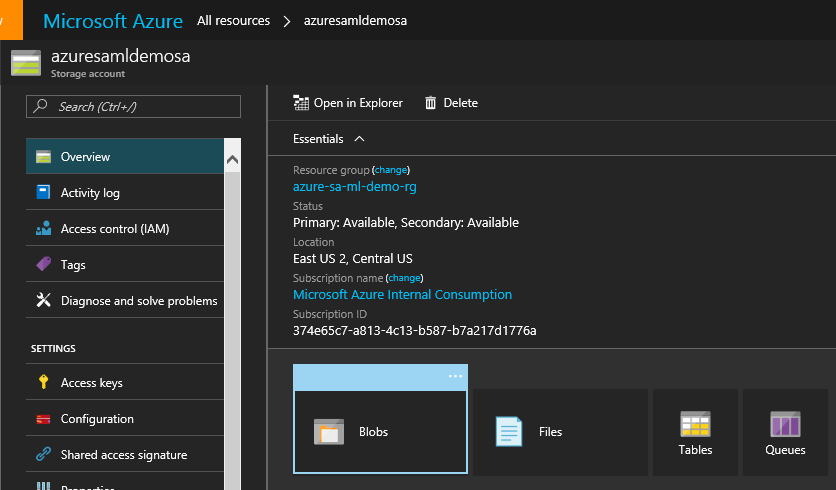 Microsoft Azure All resources > azuresamldemosa
azuresamldemosa
Storage account
Search (Ctrl+/)
Overview
Activity log
Access control (IAM)
Tags
Diagnose and solve problems
SETTINGS
Access keys
Configuration
Shared access signature
Properties
Open in Explorer Delete
Essentials
Resource group (change)
azure-sa-ml-demo-rg
Status
Primary: Available, Secondary: Available
Location
East US 2, Central US
Subscription name (change)
Microsoft Azure Internal Consumption
Subscription ID
374e65c7-a813-4c13-b587-b7a217d1776a
...
Blobs
Files
Tables
Queues